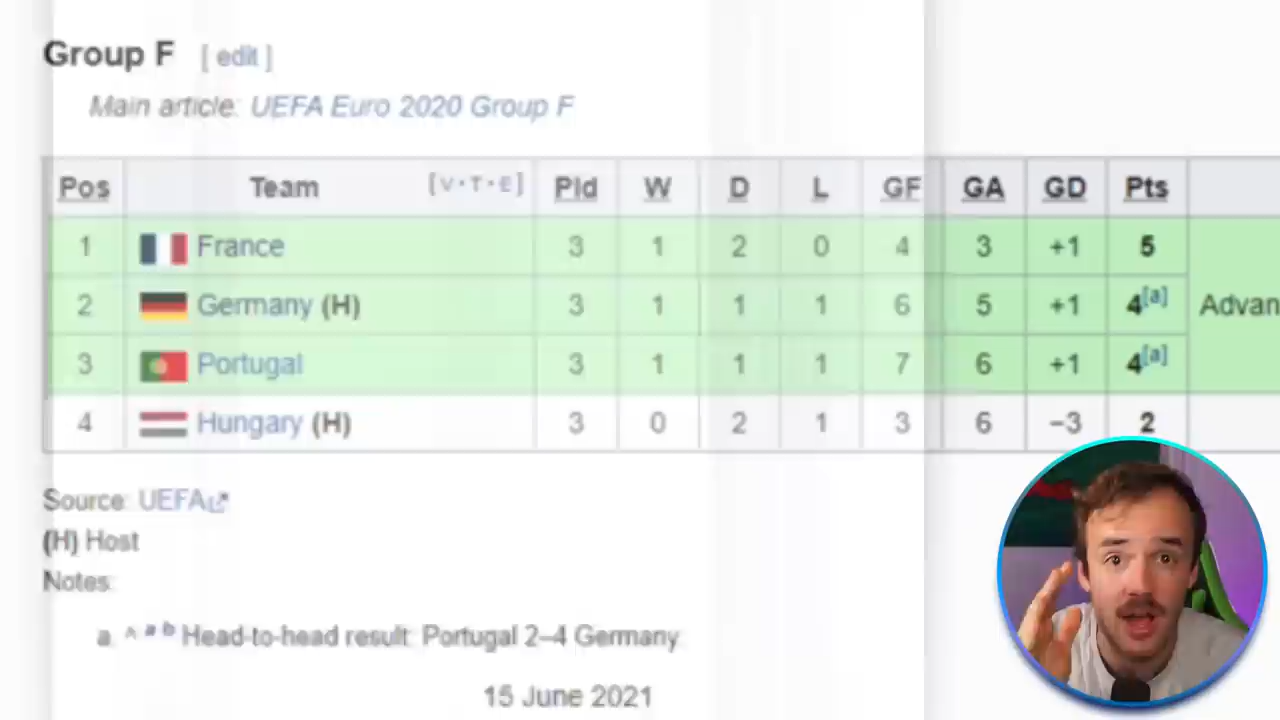 Group F [ edit ]
Main article: UEFA Euro 2020 Group F
Pos Team [V·T·E] Pld W D L GF GA GD Pts
1 France 3 1 2 0 4 3 +1 5
2 Germany (H) 3 1 1 1 6 5 +1 4[a] Advan
3 Portugal 3 1 1 1 7 6 +1 4[a]
4 Hungary (H) 3 0 2 1 3 6 −3 2
Source: UEFA
(H) Host
Notes:
a. ^ a b Head-to-head result: Portugal 2–4 Germany.
15 June 2021